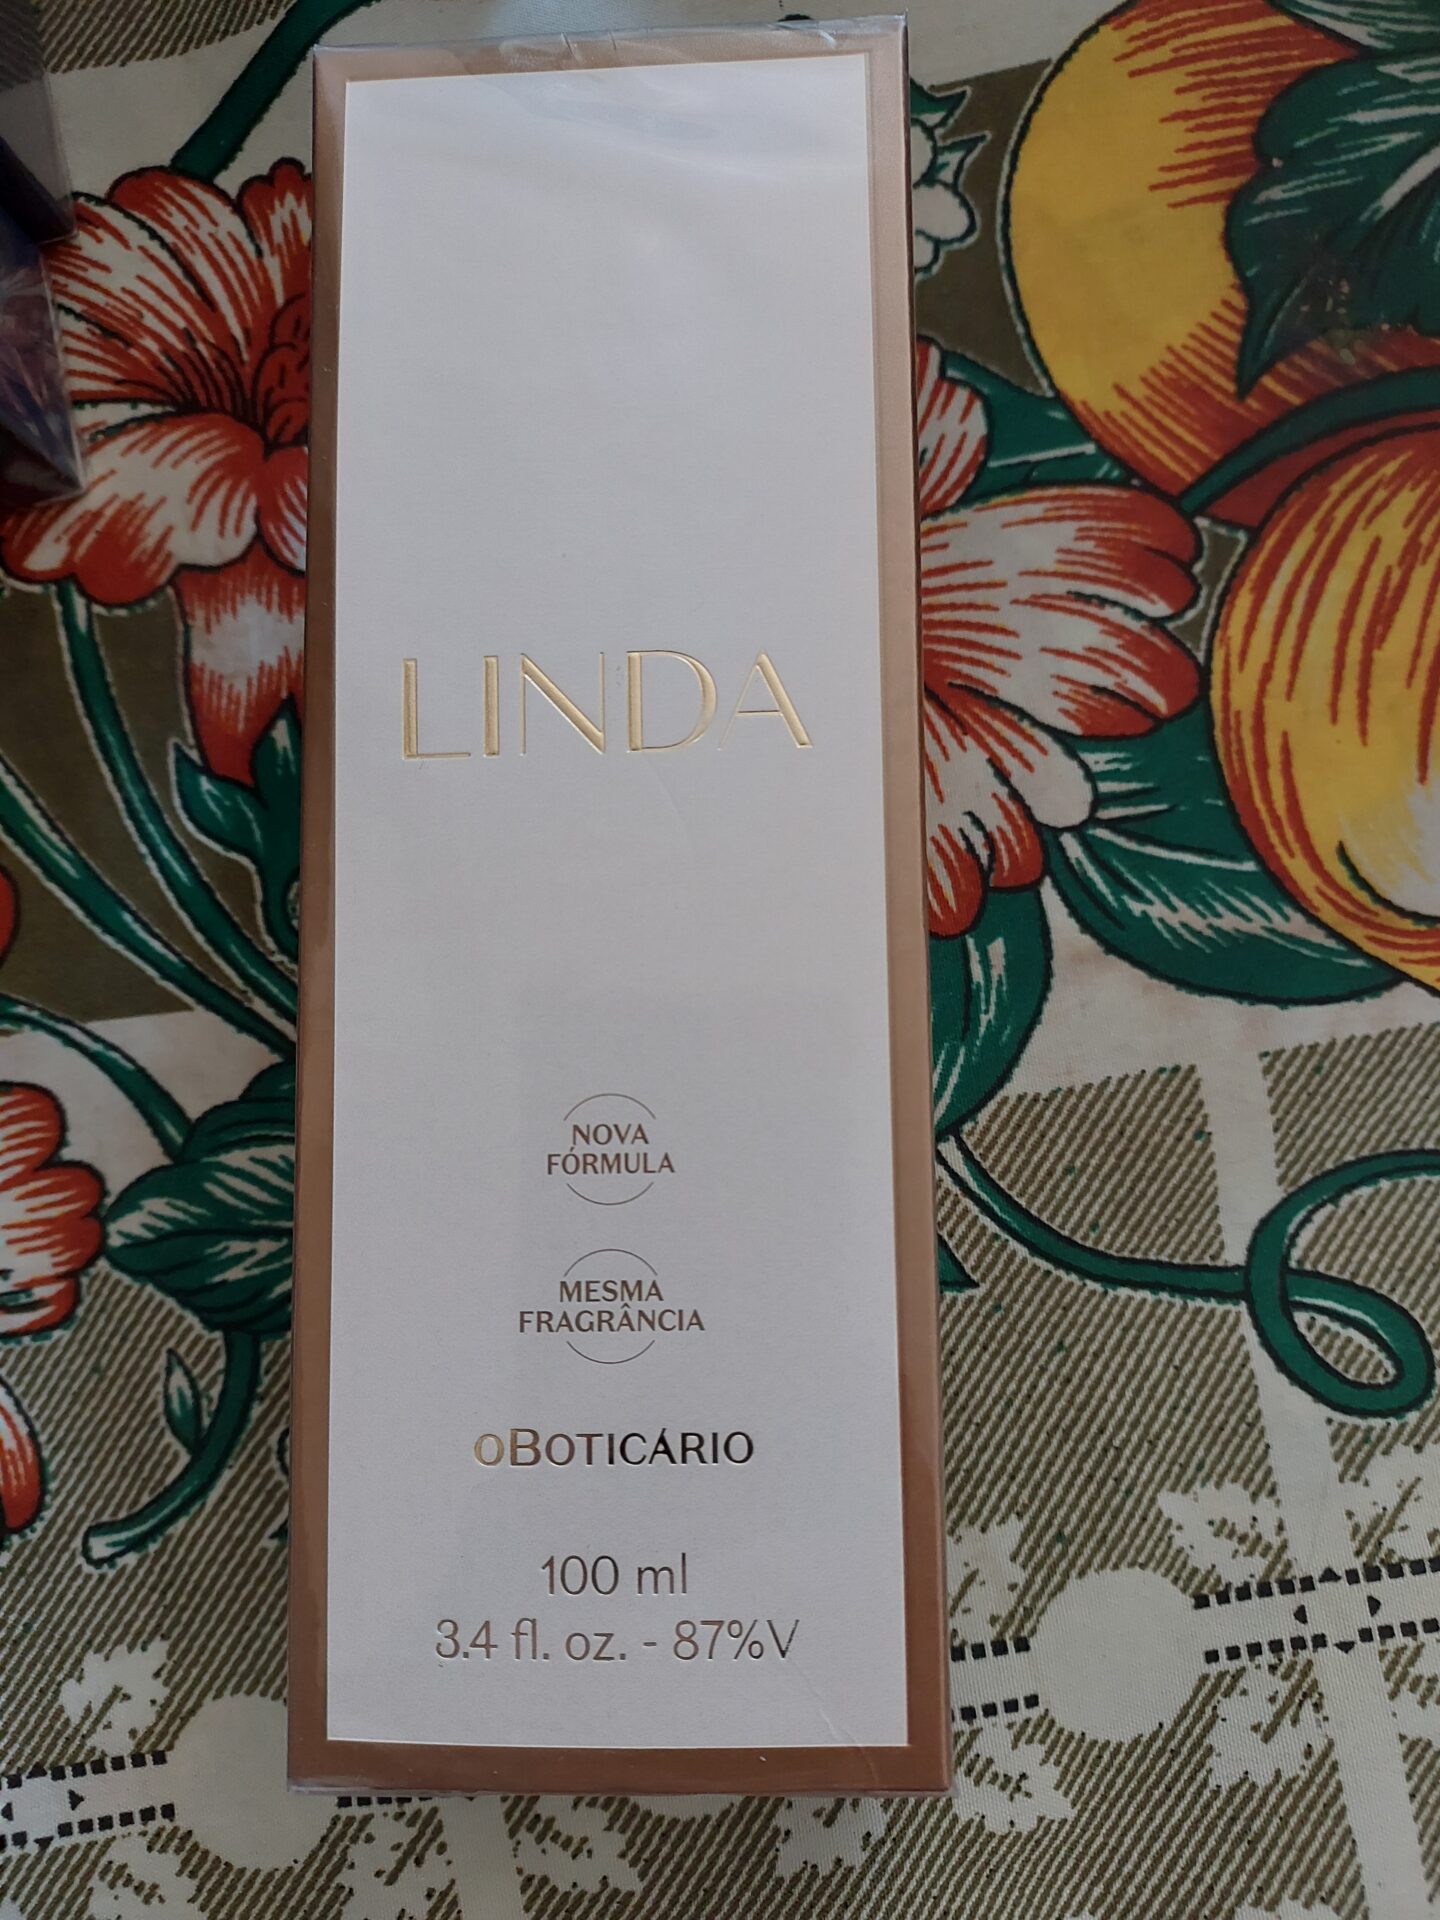 LINDA
NOVA
FÓRMULA
MESMA
FRAGRÂNCIA
oBOTICÁRIO
100 ml
3.4 fl. oz. - 87%V